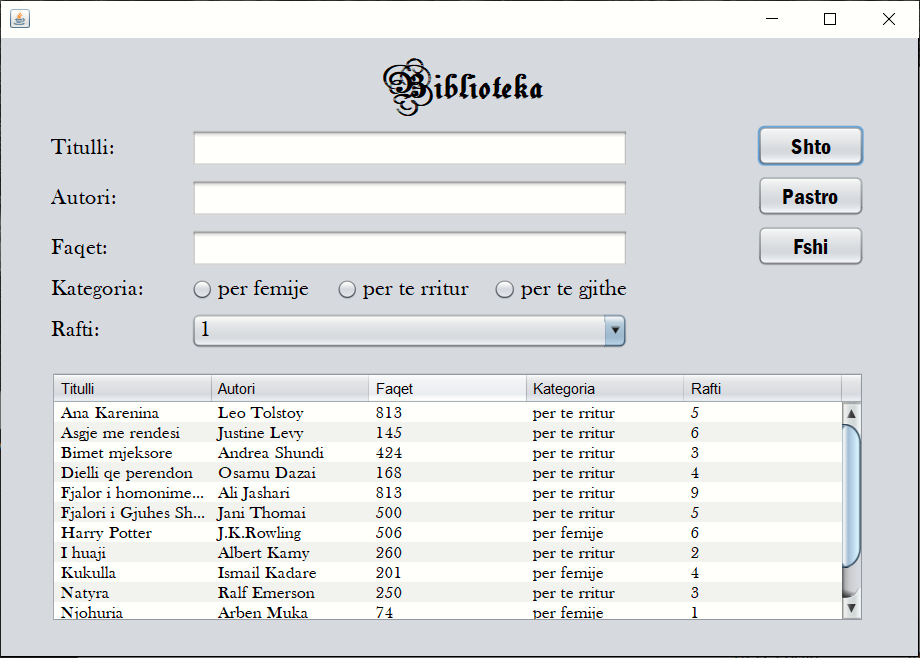 Biblioteka
Titulli:
Shto
Autori:
Pastro
Faqet:
Fshi
Kategoria: per femije per te rritur per te gjithe
Rafti: 1
Titulli Autori Faqet Kategoria Rafti
Ana Karenina Leo Tolstoy 813 per te rritur 5
Asgje me rendesi Justine Levy 145 per te rritur 6
Bimet mjeksore Andrea Shundi 424 per te rritur 3
Dielli qe perendon Osamu Dazai 168 per te rritur 4
Fjalor i homonime... Ali Jashari 813 per te rritur 9
Fjalori i Gjuhes Sh... Jani Thomai 500 per te rritur 5
Harry Potter J.K.Rowling 506 per femije 6
I huaji Albert Kamy 260 per te rritur 2
Kukulla Ismail Kadare 201 per femije 4
Natyra Ralf Emerson 250 per te rritur 3
Njohuria Arben Muka 74 per femije 1